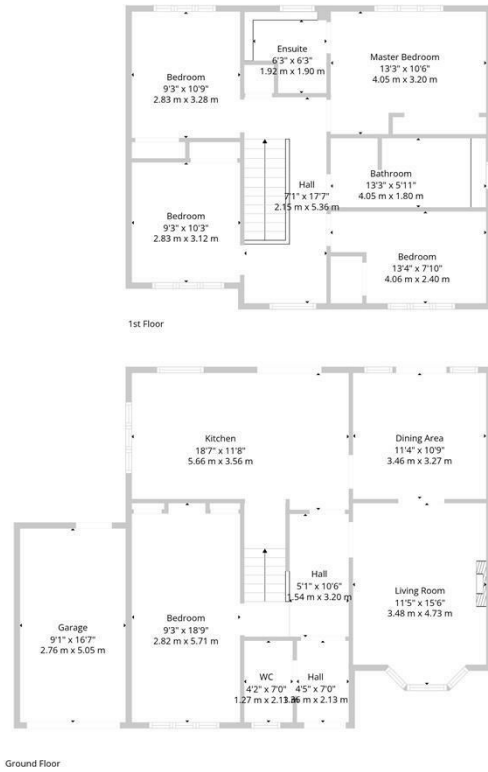 Ensuite
6'3" x 6'3"
1.92 m x 1.90 m
Master Bedroom
13'3" x 10'6"
4.05 m x 3.20 m
Bedroom
9'3" x 10'9"
2.83 m x 3.28 m
Bathroom
13'3" x 5'11"
4.05 m x 1.80 m
Hall
7'1" x 17'7"
2.15 m x 5.36 m
Bedroom
9'3" x 10'3"
2.83 m x 3.12 m
Bedroom
13'4" x 7'10"
4.06 m x 2.40 m
1st Floor
Kitchen
18'7" x 11'8"
5.66 m x 3.56 m
Dining Area
11'4" x 10'9"
3.46 m x 3.27 m
Hall
5'1" x 10'6"
1.54 m x 3.20 m
Living Room
11'5" x 15'6"
3.48 m x 4.73 m
Bedroom
9'3" x 18'9"
2.82 m x 5.71 m
Garage
9'1" x 16'7"
2.76 m x 5.05 m
WC
4'2" x 7'0"
1.27 m x 2.13 m
Hall
4'5" x 7'0"
x 2.13 m
Ground Floor